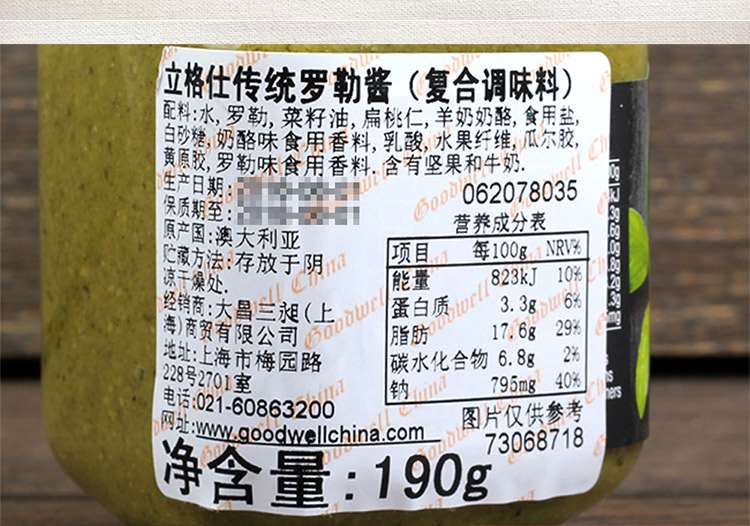 立格仕传统罗勒酱（复合调味料）
配料:水, 罗勒, 菜籽油, 扁桃仁, 羊奶奶酪, 食用盐,
白砂糖, 奶酪味食用香料, 乳酸, 水果纤维, 瓜尔胶,
黄原胶, 罗勒味食用香料. 含有坚果和牛奶.
生产日期:
保质期至:
062078035
原产国:澳大利亚
贮藏方法:存放于阴
凉干燥处.
经销商:大昌三昶(上
海)商贸有限公司
地址:上海市梅园路
228号2701室
电话:021-60863200
网址:www.goodwellchina.com
营养成分表
项目 每100g NRV%
能量 823kJ 10%
蛋白质 3.3g 6%
脂肪 17.6g 29%
碳水化合物 6.8g 2%
钠 795mg 40%
图片仅供参考
73068718
净含量:190g
Goodwell China